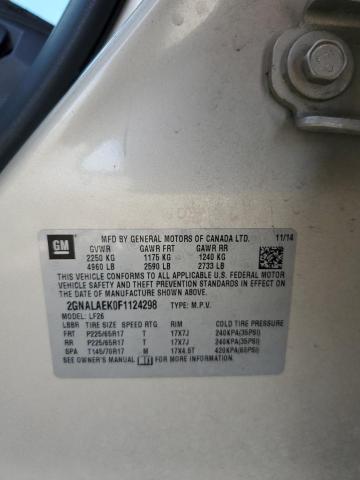 GM
MFD BY GENERAL MOTORS OF CANADA LTD. 11/14
GVWR GAWR FRT GAWR RR
2250 KG 1175 KG 1240 KG
4960 LB 2590 LB 2733 LB
THIS VEHICLE CONFORMS TO ALL APPLICABLE U.S. FEDERAL MOTOR VEHICLE SAFETY, BUMPER, AND THEFT PREVENTION STANDARDS IN EFFECT ON THE DATE OF MANUFACTURE SHOWN ABOVE.
2GNALAEK0F1124298 TYPE: M.P.V.
MODEL: LF26
TIRE SIZE SPEED RTG RIM COLD TIRE PRESSURE
FRT P225/65R17 T 17X7J 240KPA(35PSI)
RR P225/65R17 T 17X7J 240KPA(35PSI)
SPA T145/70R17 M 17X4.5T 420KPA(60PSI)
SEE OWNER'S MANUAL FOR MORE INFORMATION.